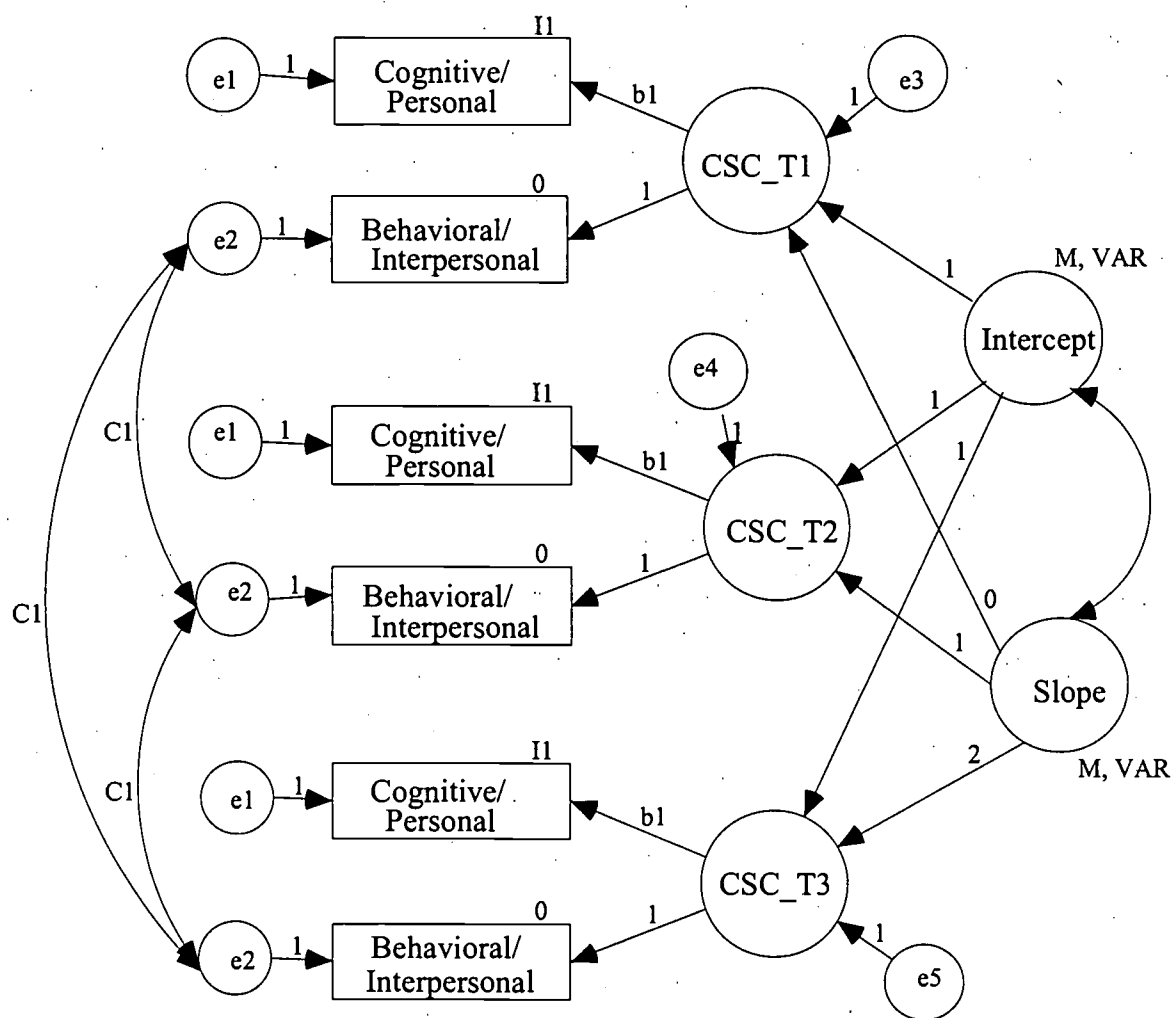 I1
e1
1
Cognitive/
Personal
b1
1
e3
CSC_T1
0
e2
1
Behavioral/
Interpersonal
1
1
M, VAR
Intercept
e4
1
I1
e1
1
Cognitive/
Personal
b1
1
1
C1
CSC_T2
0
e2
1
Behavioral/
Interpersonal
1
0
C1
1
Slope
I1
2
M, VAR
C1
e1
1
Cognitive/
Personal
b1
CSC_T3
0
e2
1
Behavioral/
Interpersonal
1
1
e5